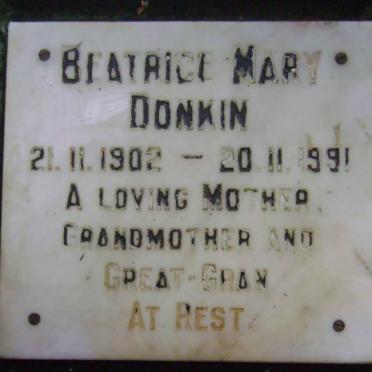 BEATRICE MARY
DONKIN
21.11.1902 – 20.11.1991
A LOVING MOTHER,
GRANDMOTHER AND
GREAT-GRAN
AT REST.